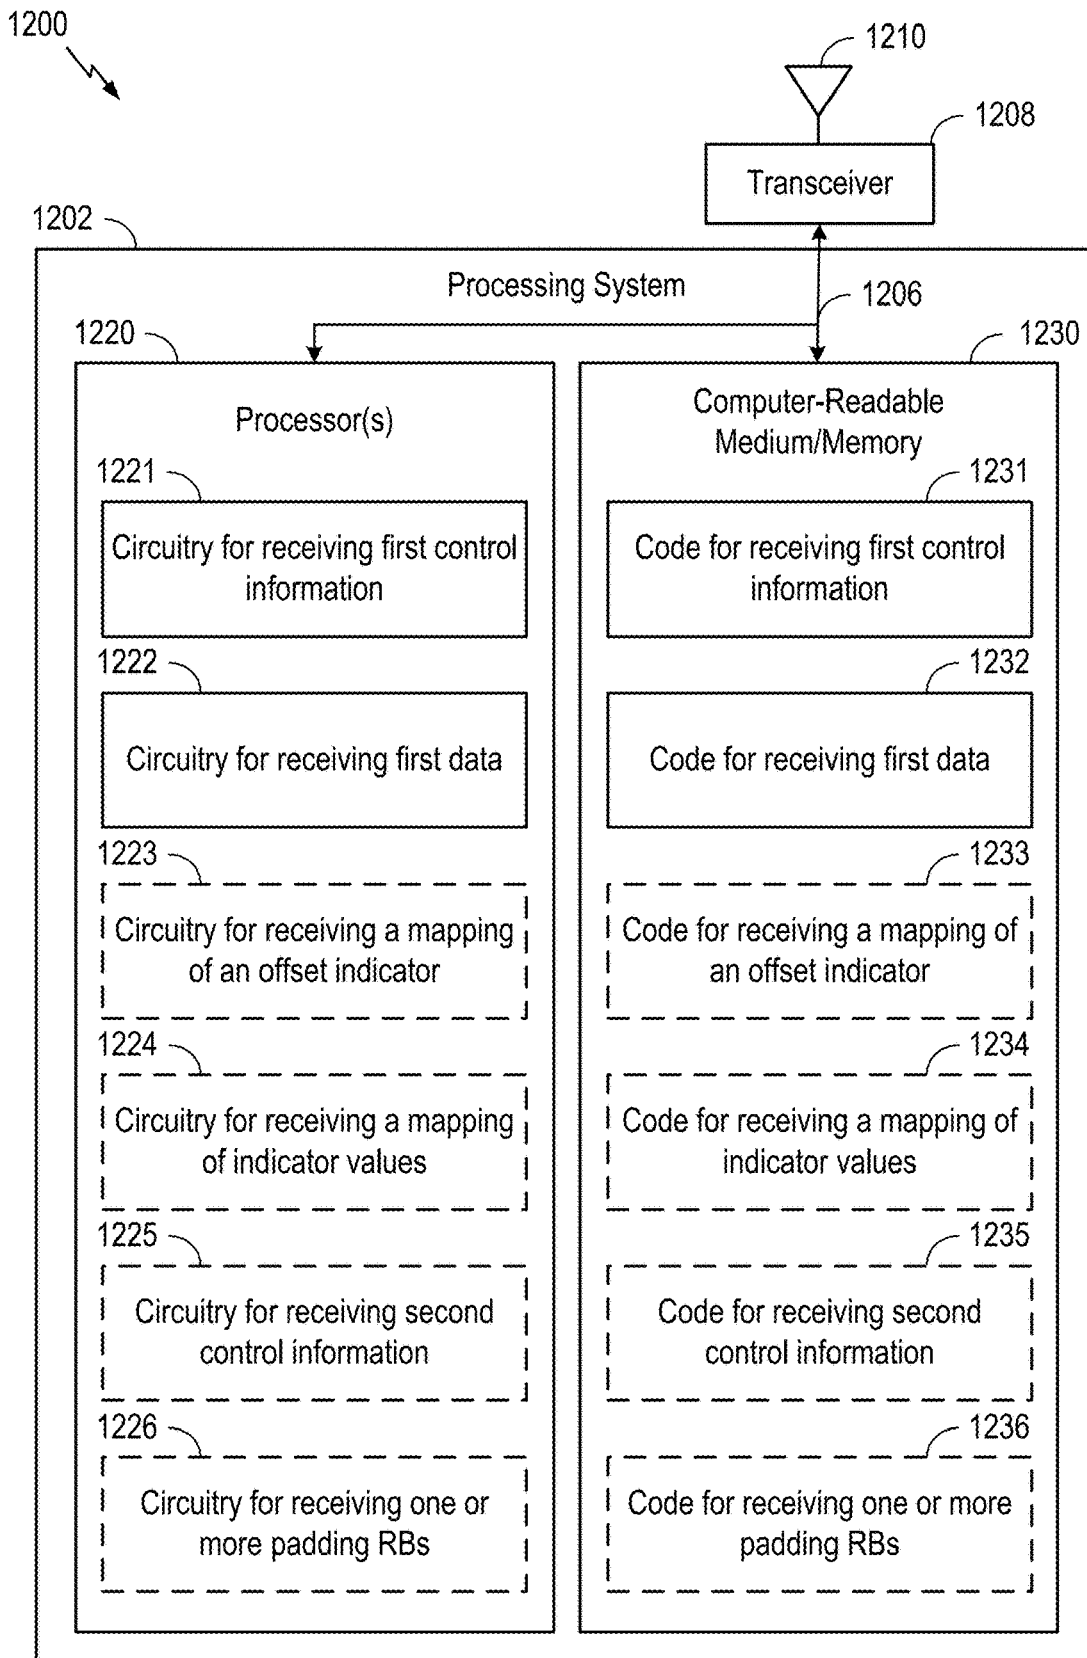 1200
1210
1208
Transceiver
1202
Processing System
1206
1220
1230
Processor(s)
Computer-Readable
Medium/Memory
1221
1231
Circuitry for receiving first control
information
Code for receiving first control
information
1222
1232
Circuitry for receiving first data
Code for receiving first data
1223
1233
Circuitry for receiving a mapping
of an offset indicator
Code for receiving a mapping of
an offset indicator
1224
1234
Circuitry for receiving a mapping
of indicator values
Code for receiving a mapping of
indicator values
1225
1235
Circuitry for receiving second
control information
Code for receiving second
control information
1226
1236
Circuitry for receiving one or
more padding RBs
Code for receiving one or more
padding RBs